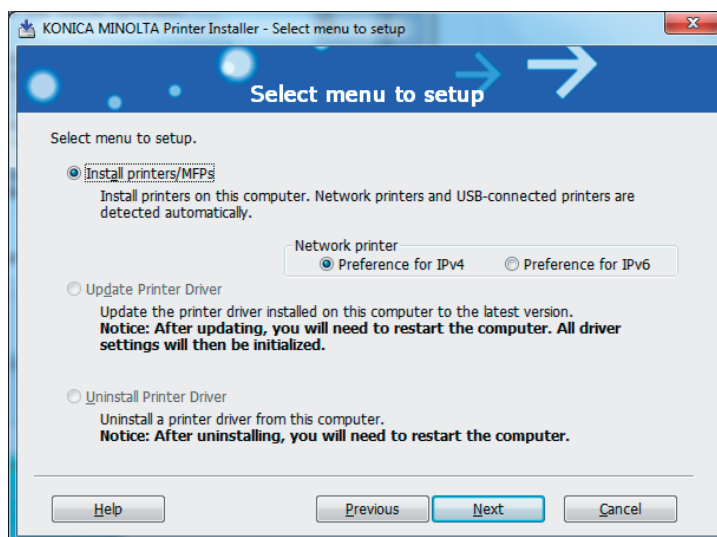 KONICA MINOLTA Printer Installer - Select menu to setup
Select menu to setup
Select menu to setup.
Install printers/MFPs
Install printers on this computer. Network printers and USB-connected printers are
detected automatically.
Network printer
Preference for IPv4 Preference for IPv6
Update Printer Driver
Update the printer driver installed on this computer to the latest version.
Notice: After updating, you will need to restart the computer. All driver
settings will then be initialized.
Uninstall Printer Driver
Uninstall a printer driver from this computer.
Notice: After uninstalling, you will need to restart the computer.
Help Previous Next Cancel